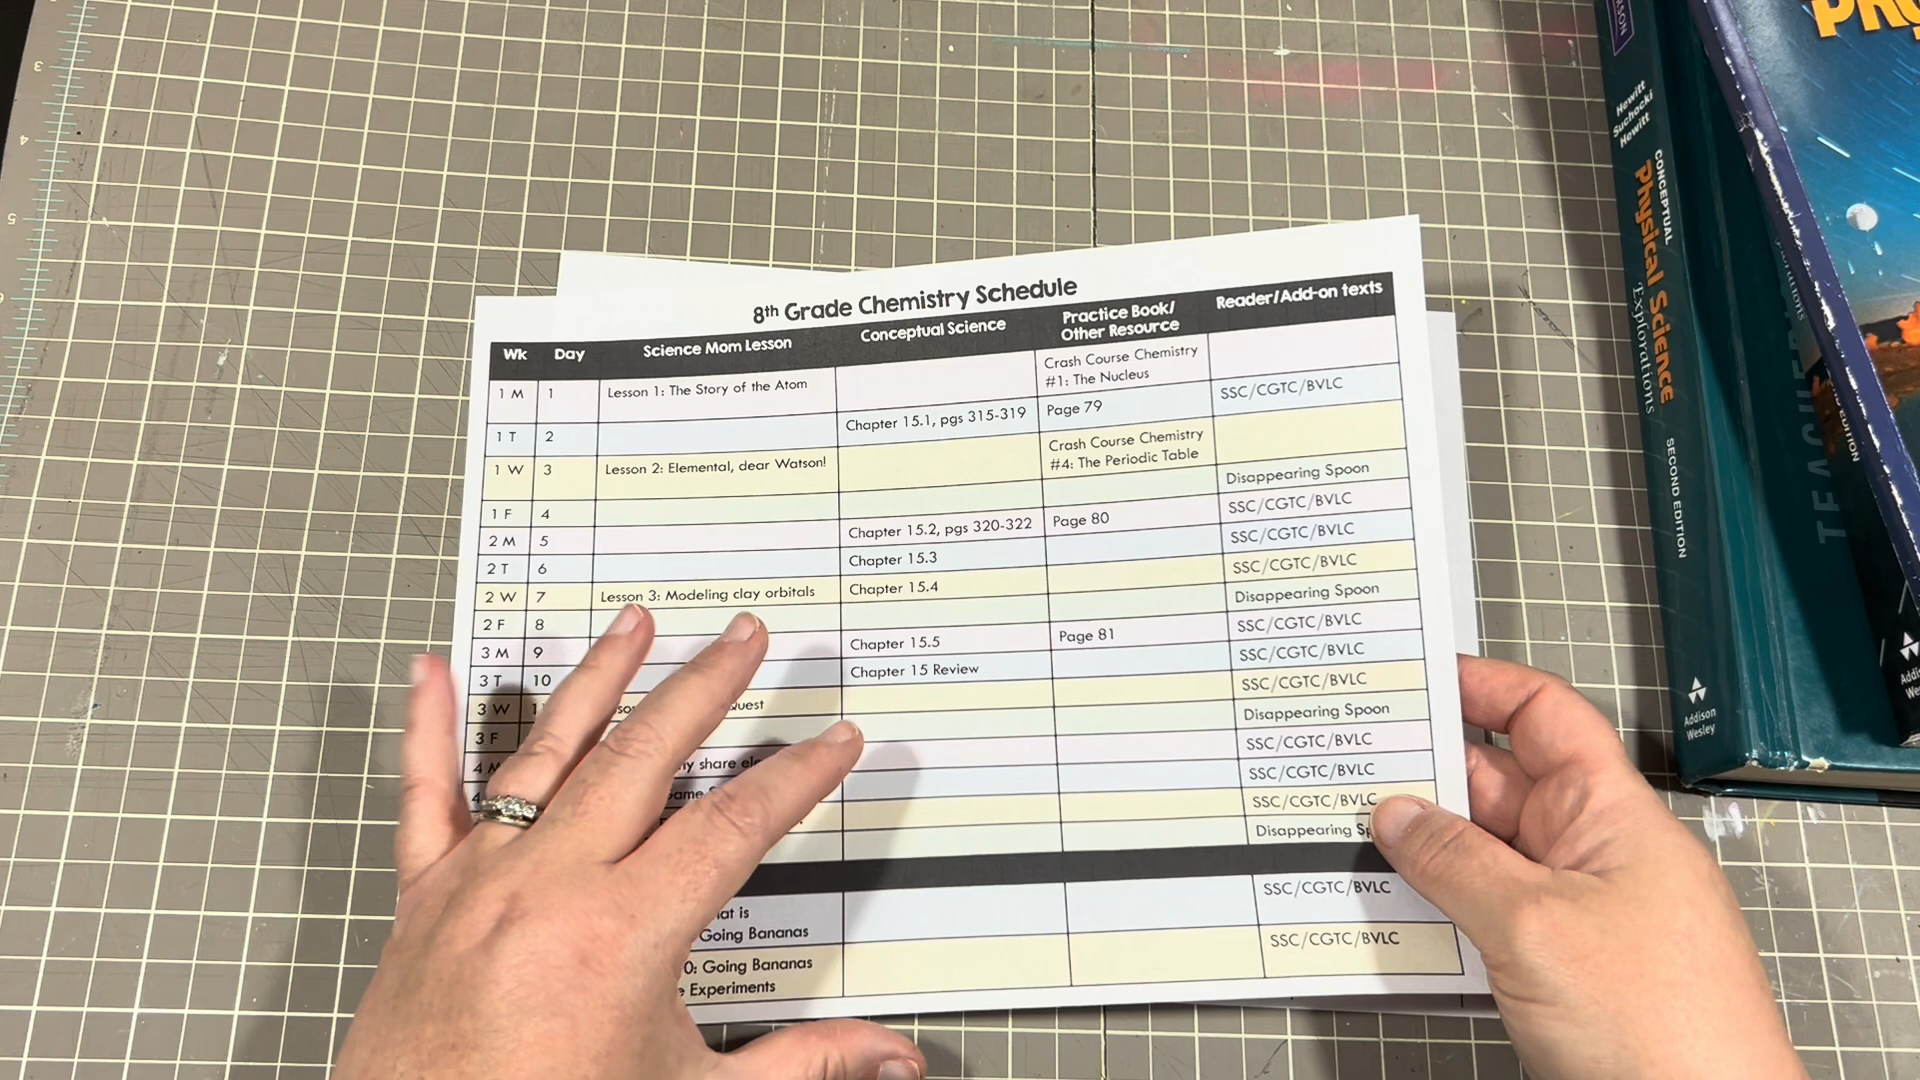 8th Grade Chemistry Schedule
Wk Day Science Mom Lesson Conceptual Science Practice Book/ Other Resource Reader/Add-on texts
1 M 1 Lesson 1: The Story of the Atom Crash Course Chemistry #1: The Nucleus
1 T 2 Chapter 15.1, pgs 315-319 Page 79 SSC/CGTC/BVLC
1 W 3 Lesson 2: Elemental, dear Watson! Crash Course Chemistry #4: The Periodic Table
1 F 4 Disappearing Spoon
2 M 5 Chapter 15.2, pgs 320-322 Page 80 SSC/CGTC/BVLC
2 T 6 Chapter 15.3 SSC/CGTC/BVLC
2 W 7 Lesson 3: Modeling clay orbitals Chapter 15.4 SSC/CGTC/BVLC
2 F 8 Disappearing Spoon
3 M 9 Chapter 15.5 Page 81 SSC/CGTC/BVLC
3 T 10 Chapter 15 Review SSC/CGTC/BVLC
3 W SSC/CGTC/BVLC
3 F Disappearing Spoon
4 SSC/CGTC/BVLC
4 SSC/CGTC/BVLC
SSC/CGTC/BVLC
Disappearing
is
Going Bananas SSC/CGTC/BVLC
Going Bananas
Experiments SSC/CGTC/BVLC
Hewitt
Suchocki
Hewitt
CONCEPTUAL
Physical Science
Explorations
SECOND EDITION
Addison
Wesley
EDITION
3
4
5